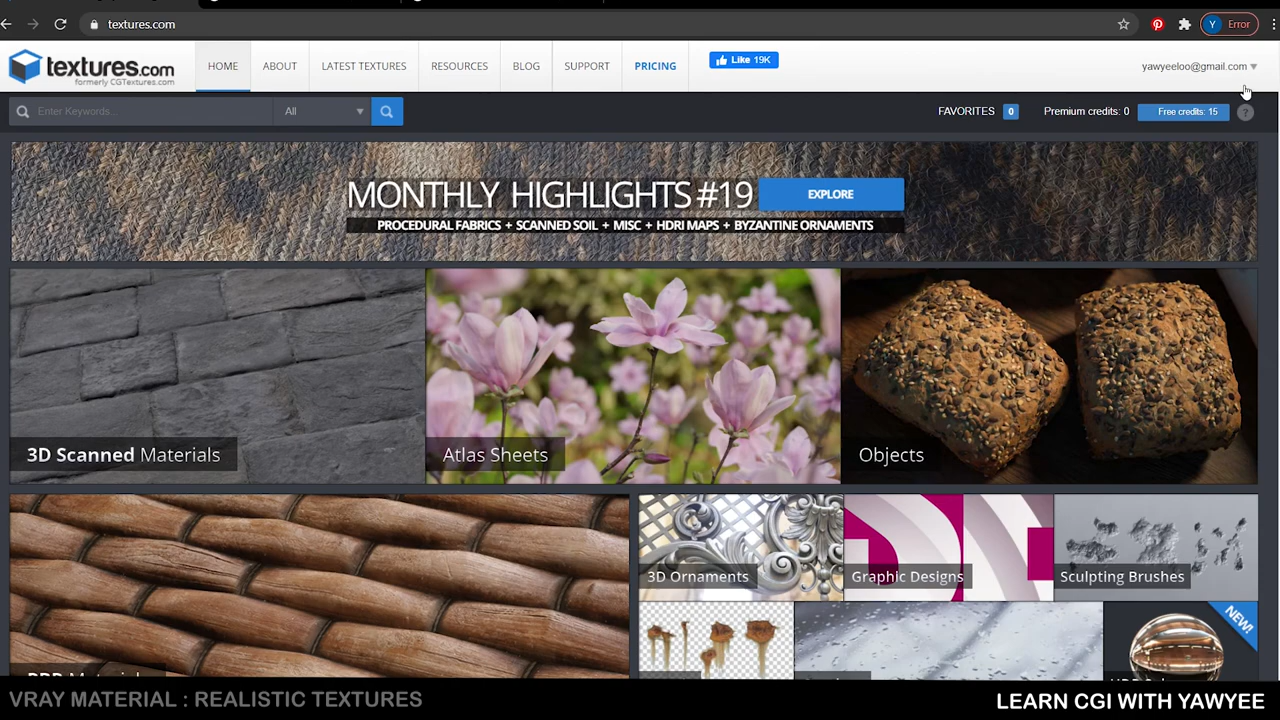 textures.com
Y Error
textures.com
formerly CGTextures.com
HOME
ABOUT
LATEST TEXTURES
RESOURCES
BLOG
SUPPORT
PRICING
Like 19K
yawyeeloo@gmail.com
Enter Keywords...
All
FAVORITES 0
Premium credits: 0
Free credits: 15
?
MONTHLY HIGHLIGHTS #19
EXPLORE
PROCEDURAL FABRICS + SCANNED SOIL + MISC + HDRI MAPS + BYZANTINE ORNAMENTS
3D Scanned Materials
Atlas Sheets
Objects
3D Ornaments
Graphic Designs
Sculpting Brushes
NEW!
VRAY MATERIAL : REALISTIC TEXTURES
LEARN CGI WITH YAWYEE